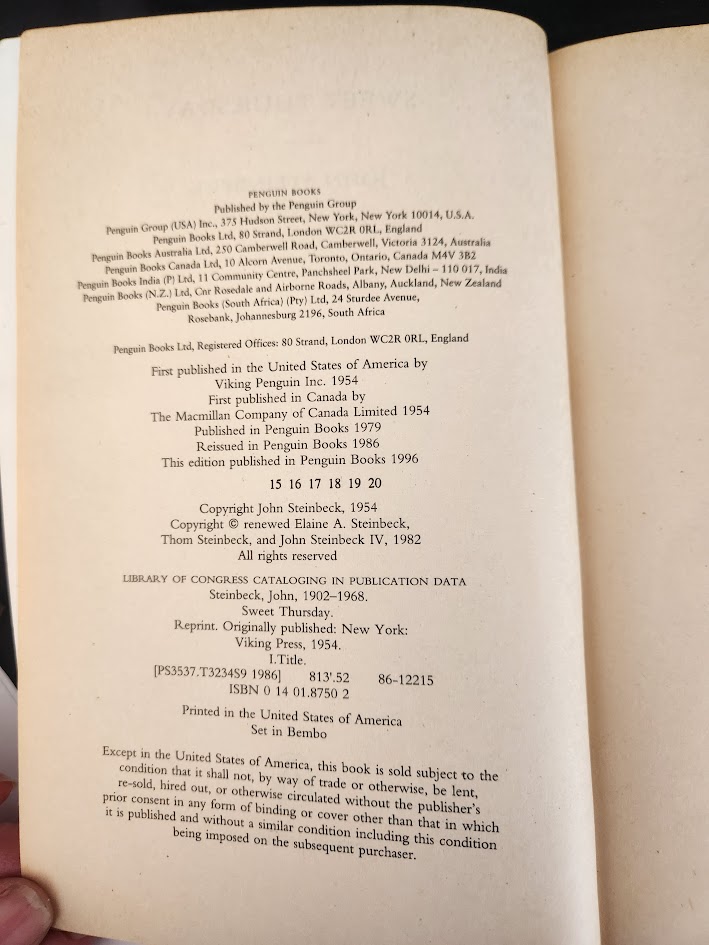 PENGUIN BOOKS
Published by the Penguin Group
Penguin Group (USA) Inc., 375 Hudson Street, New York, New York 10014, U.S.A.
Penguin Books Ltd, 80 Strand, London WC2R 0RL, England
Penguin Books Australia Ltd, 250 Camberwell Road, Camberwell, Victoria 3124, Australia
Penguin Books Canada Ltd, 10 Alcorn Avenue, Toronto, Ontario, Canada M4V 3B2
Penguin Books India (P) Ltd, 11 Community Centre, Panchsheel Park, New Delhi – 110 017, India
Penguin Books (N.Z.) Ltd, Cnr Rosedale and Airborne Roads, Albany, Auckland, New Zealand
Penguin Books (South Africa) (Pty) Ltd, 24 Sturdee Avenue,
Rosebank, Johannesburg 2196, South Africa
Penguin Books Ltd, Registered Offices: 80 Strand, London WC2R 0RL, England
First published in the United States of America by
Viking Penguin Inc. 1954
First published in Canada by
The Macmillan Company of Canada Limited 1954
Published in Penguin Books 1979
Reissued in Penguin Books 1986
This edition published in Penguin Books 1996
15 16 17 18 19 20
Copyright John Steinbeck, 1954
Copyright © renewed Elaine A. Steinbeck,
Thom Steinbeck, and John Steinbeck IV, 1982
All rights reserved
LIBRARY OF CONGRESS CATALOGING IN PUBLICATION DATA
Steinbeck, John, 1902–1968.
Sweet Thursday.
Reprint. Originally published: New York:
Viking Press, 1954.
I.Title.
[PS3537.T3234S9 1986] 813'.52 86-12215
ISBN 0 14 01.8750 2
Printed in the United States of America
Set in Bembo
Except in the United States of America, this book is sold subject to the
condition that it shall not, by way of trade or otherwise, be lent,
re-sold, hired out, or otherwise circulated without the publisher's
prior consent in any form of binding or cover other than that in which
it is published and without a similar condition including this condition
being imposed on the subsequent purchaser.